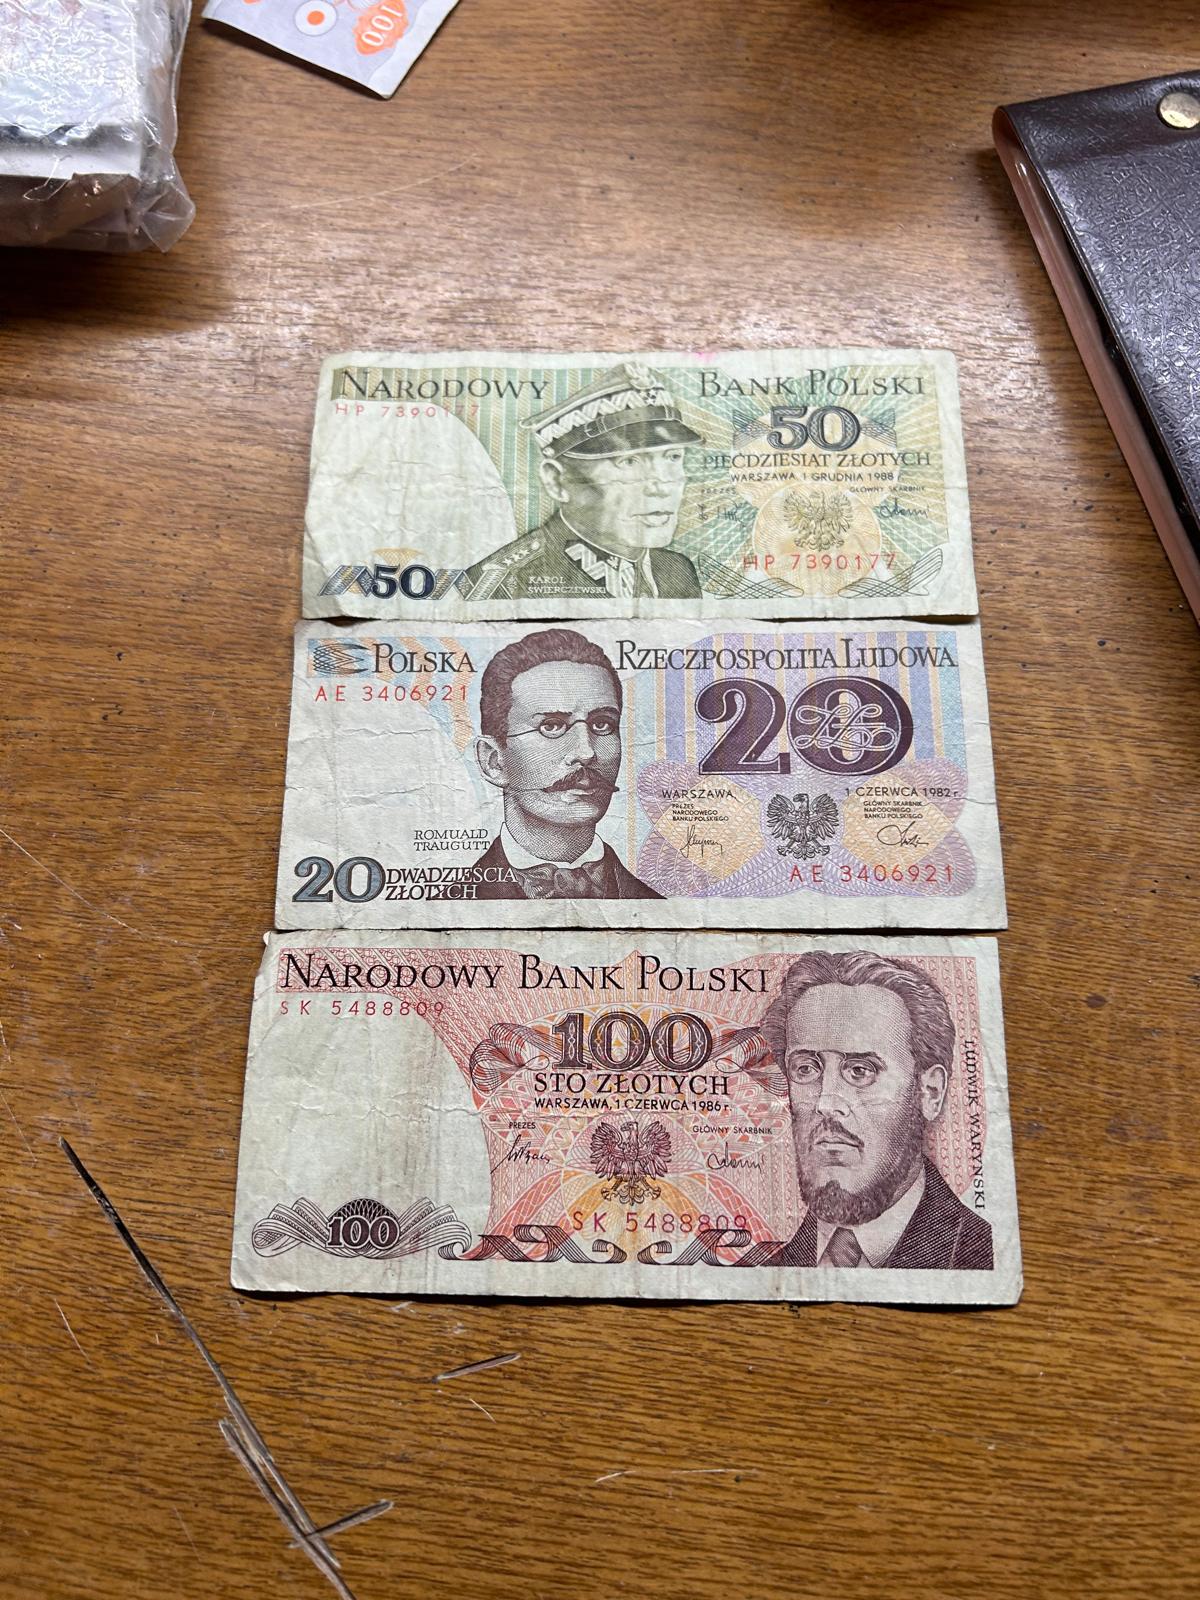 100
NARODOWY BANK POLSKI
HP 7390177
50
PIĘCDZIESIĄT ZŁOTYCH
WARSZAWA 1 GRUDNIA 1988 r.
PREZES GŁÓWNY SKARBNIK
HP 7390177
50
KAROL
ŚWIERCZEWSKI
POLSKA RZECZPOSPOLITA LUDOWA
AE 3406921
20
WARSZAWA, 1 CZERWCA 1982 r.
PREZES
NARODOWEGO
BANKU POLSKIEGO
GŁÓWNY SKARBNIK
NARODOWEGO
BANKU POLSKIEGO
ROMUALD
TRAUGUTT
AE 3406921
20 DWADZIEŚCIA
ZŁOTYCH
NARODOWY BANK POLSKI
SK 5488809
100
STO ZŁOTYCH
WARSZAWA, 1 CZERWCA 1986 r.
PREZES GŁÓWNY SKARBNIK
LUDWIK WARYŃSKI
SK 5488809
100